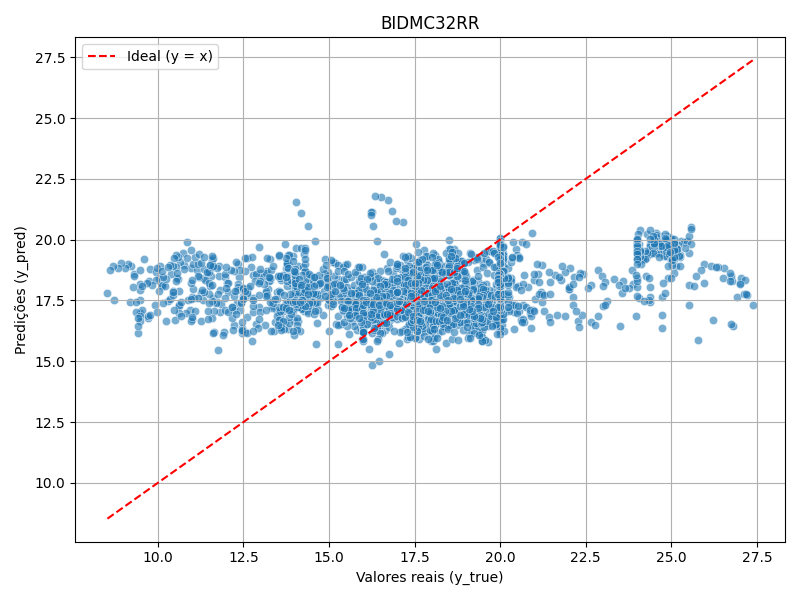 BIDMC32RR
Ideal (y = x)
27.5
25.0
22.5
20.0
17.5
15.0
12.5
10.0
Predições (y_pred)
10.0 12.5 15.0 17.5 20.0 22.5 25.0 27.5
Valores reais (y_true)